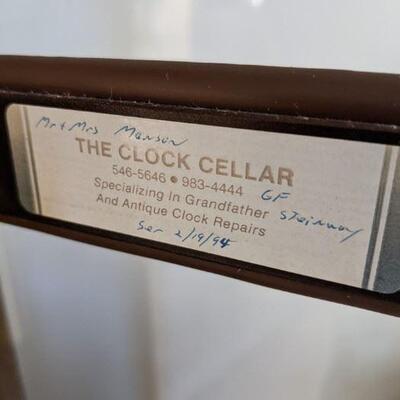 Mr + Mrs Manson
THE CLOCK CELLAR
546-5646 • 983-4444 GF
Specializing In Grandfather Steinway
And Antique Clock Repairs
Ser 2/19/94